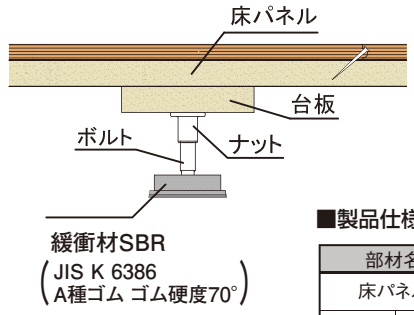 床パネル
台板
ボルト
ナット
緩衝材SBR
JIS K 6386
A種ゴム ゴム硬度70°
■製品仕様
部材名
床パネ